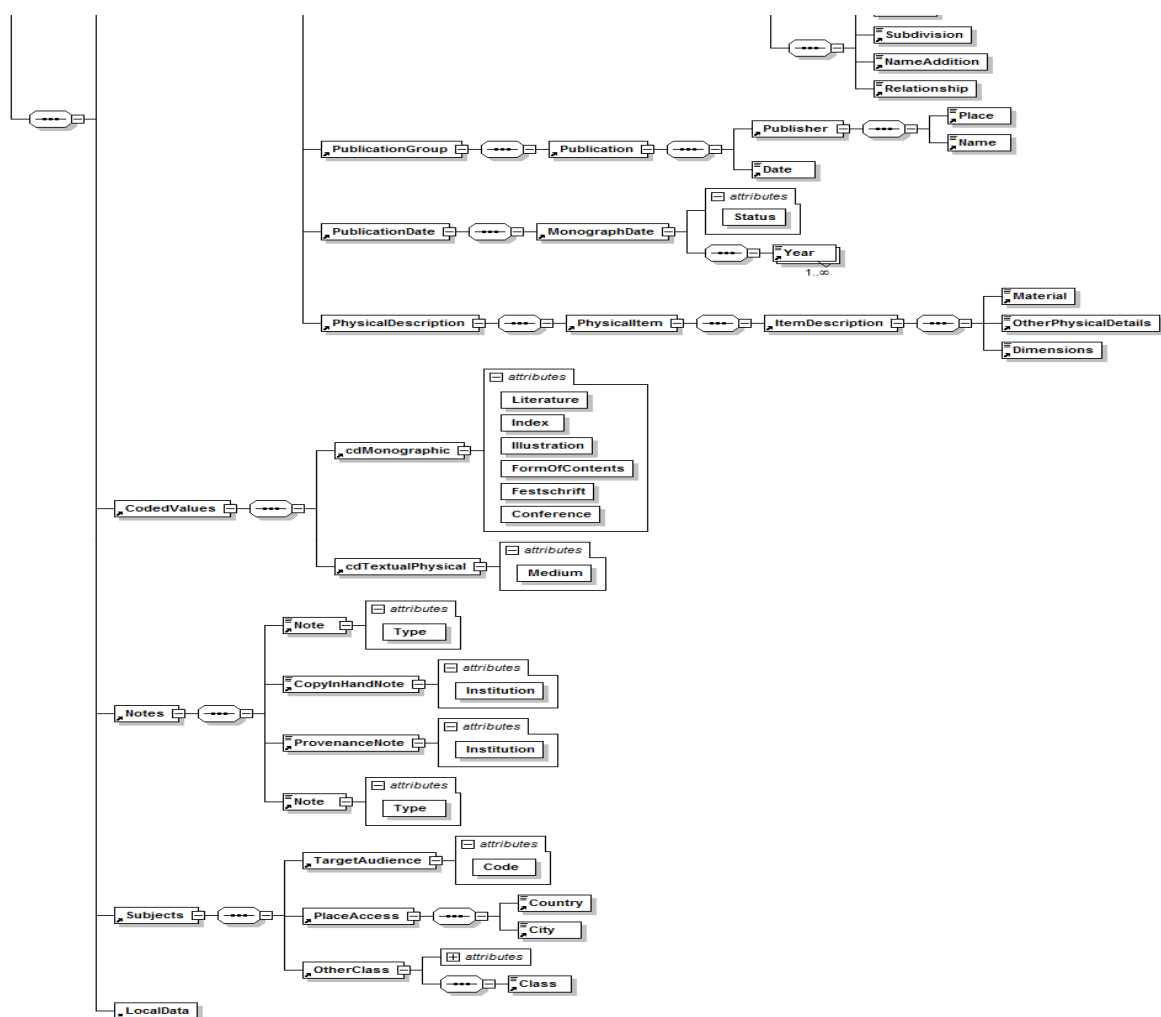 Subdivision
NameAddition
Relationship
PublicationGroup
Publication
Publisher
Place
Name
Date
PublicationDate
MonographDate
attributes
Status
Year
1..∞
PhysicalDescription
PhysicalItem
ItemDescription
Material
OtherPhysicalDetails
Dimensions
CodedValues
cdMonographic
attributes
Literature
Index
Illustration
FormOfContents
Festschrift
Conference
cdTextualPhysical
attributes
Medium
Notes
Note
attributes
Type
CopyInHandNote
attributes
Institution
ProvenanceNote
attributes
Institution
Note
attributes
Type
Subjects
TargetAudience
attributes
Code
PlaceAccess
Country
City
OtherClass
attributes
Class
LocalData